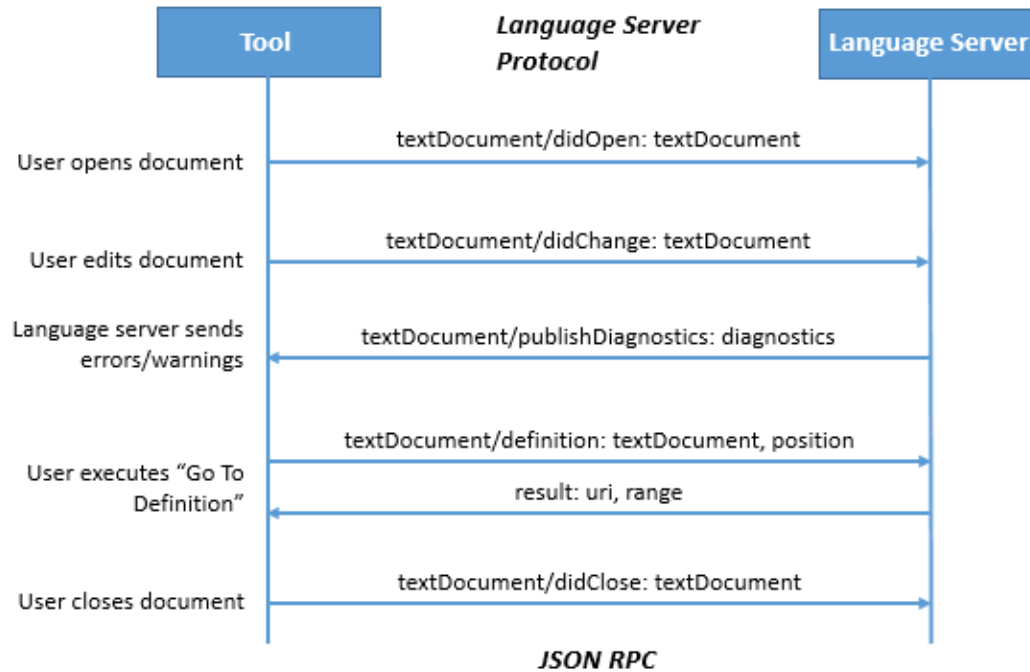 Tool
Language Server
Protocol
Language Server
textDocument/didOpen: textDocument
User opens document
textDocument/didChange: textDocument
User edits document
Language server sends
errors/warnings
textDocument/publishDiagnostics: diagnostics
textDocument/definition: textDocument, position
User executes “Go To
Definition”
result: uri, range
textDocument/didClose: textDocument
User closes document
JSON RPC